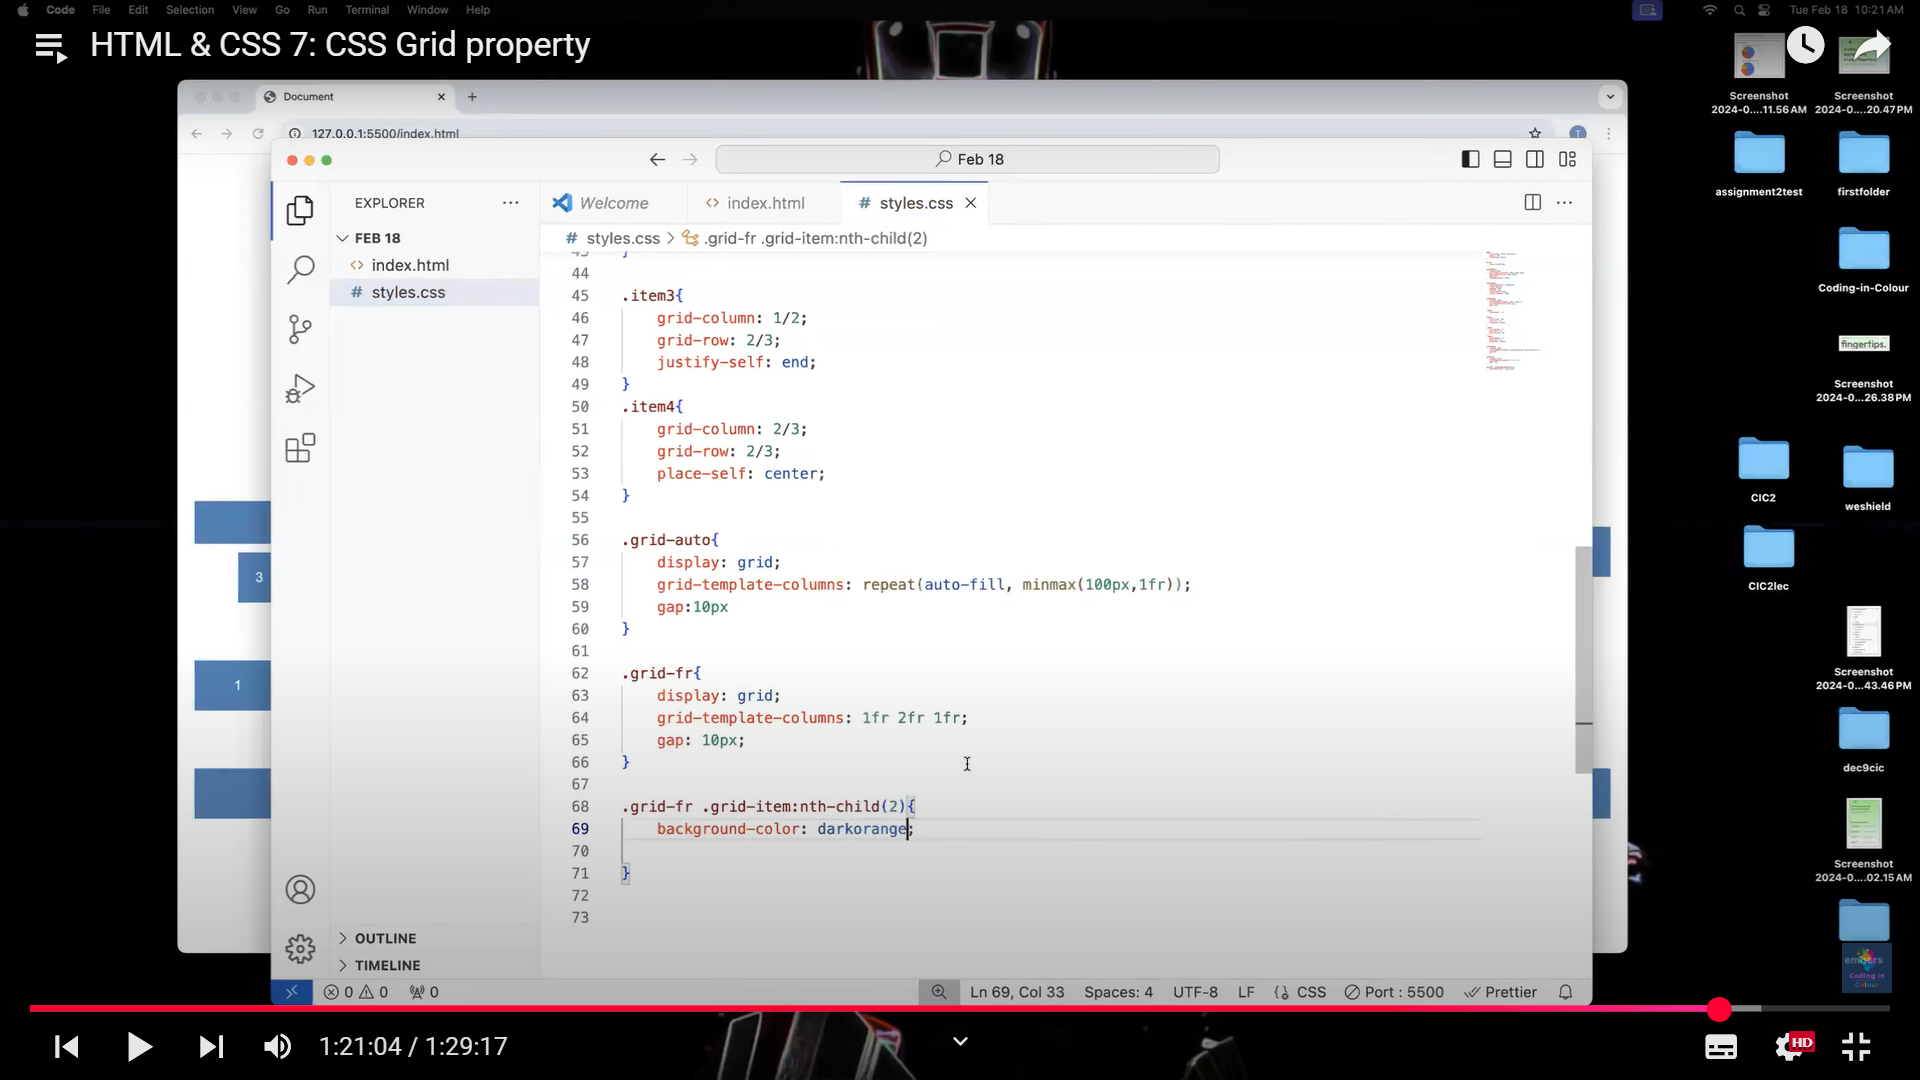 Code File Edit Selection View Go Run Terminal Window Help
Tue Feb 18 10:21 AM
HTML & CSS 7: CSS Grid property
Document
127.0.0.1:5500/index.html
T
Feb 18
EXPLORER
FEB 18
index.html
styles.css
OUTLINE
TIMELINE
Welcome
index.html
styles.css
styles.css > .grid-fr .grid-item:nth-child(2)
43 }
44
45 .item3{
46 grid-column: 1/2;
47 grid-row: 2/3;
48 justify-self: end;
49 }
50 .item4{
51 grid-column: 2/3;
52 grid-row: 2/3;
53 place-self: center;
54 }
55
56 .grid-auto{
57 display: grid;
58 grid-template-columns: repeat(auto-fill, minmax(100px,1fr));
59 gap:10px
60 }
61
62 .grid-fr{
63 display: grid;
64 grid-template-columns: 1fr 2fr 1fr;
65 gap: 10px;
66 }
67
68 .grid-fr .grid-item:nth-child(2){
69 background-color: darkorange;
70
71 }
72
73
3
1
0 0 0
Ln 69, Col 33 Spaces: 4 UTF-8 LF {} CSS Port : 5500 Prettier
Screenshot
2024-0....11.56 AM
Screenshot
2024-0....20.47 PM
assignment2test
firstfolder
Coding-in-Colour
fingertips.
Screenshot
2024-0...26.38 PM
CIC2
weshield
CIC2lec
Screenshot
2024-0....43.46 PM
dec9cic
Screenshot
2024-0....02.15 AM
Coding in
Colour
1:21:04 / 1:29:17
HD